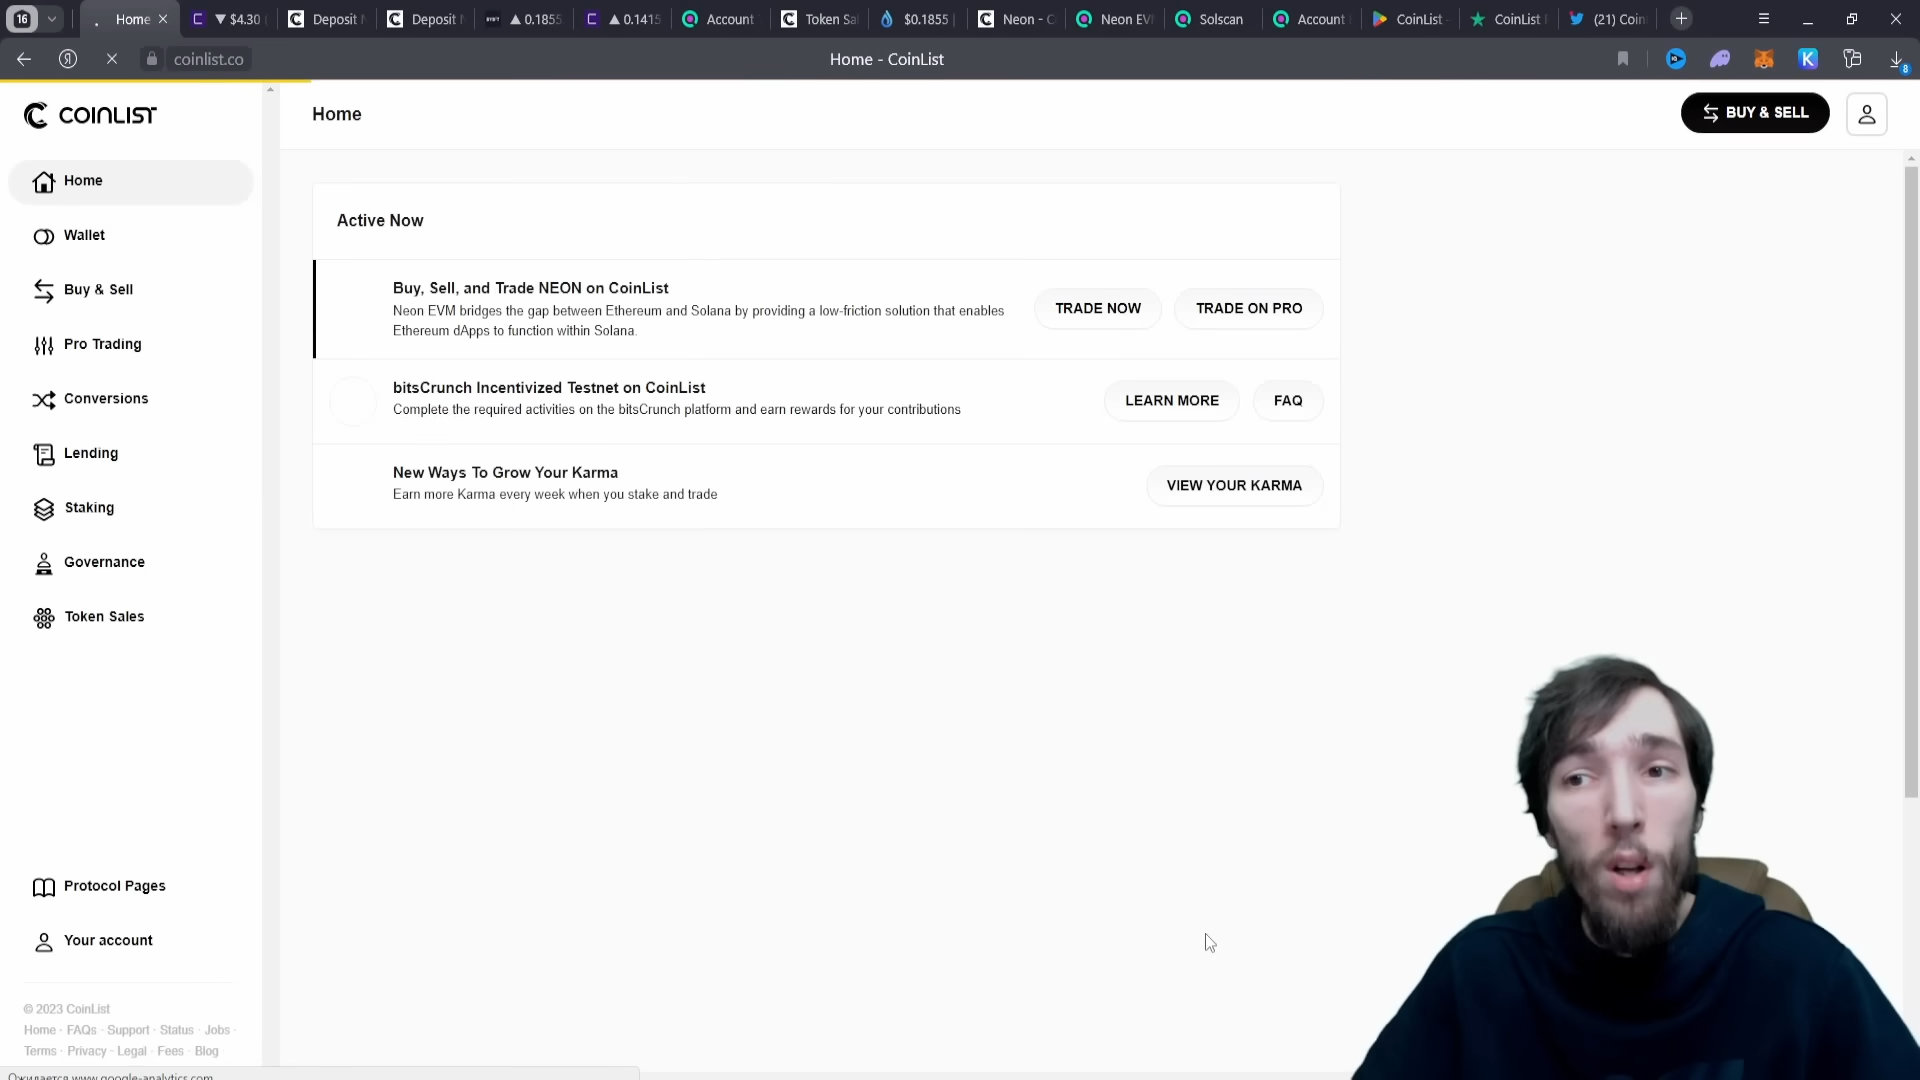 16
Home
$4.30
Deposit
Deposit
0.1855
0.1415
Account
Token Sa
$0.1855
Neon - C
Neon EV
Solscan
Account
CoinList
CoinList
(21) Coin
coinlist.co
Home - CoinList
8
COINLIST
Home
BUY & SELL
Home
Wallet
Buy & Sell
Pro Trading
Conversions
Lending
Staking
Governance
Token Sales
Protocol Pages
Your account
© 2023 CoinList
Home - FAQs - Support - Status - Jobs -
Terms - Privacy - Legal - Fees - Blog
Active Now
Buy, Sell, and Trade NEON on CoinList
Neon EVM bridges the gap between Ethereum and Solana by providing a low-friction solution that enables
Ethereum dApps to function within Solana.
TRADE NOW
TRADE ON PRO
bitsCrunch Incentivized Testnet on CoinList
Complete the required activities on the bitsCrunch platform and earn rewards for your contributions
LEARN MORE
FAQ
New Ways To Grow Your Karma
Earn more Karma every week when you stake and trade
VIEW YOUR KARMA
Ожидается www.google-analytics.com